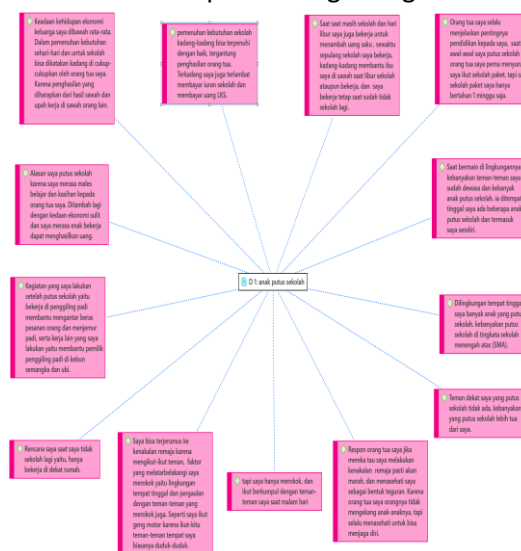 Keadaan kehidupan ekonomi
keluarga saya dibawah rata-rata.
Dalam pemenuhan kebutuhan
sehari-hari dan untuk sekolah
bisa dikatakan kadang di cukup-
cukupkan oleh orang tua saya.
Karena penghasilan yang
diharapkan dari hasil sawah dan
upah kerja di sawah orang lain.
pemenuhan kebutuhan sekolah
kadang-kadang bisa terpenuhi
dan tidak baik, tergantung
penghasilan orang tua.
Terkadang saya juga terlambat
membayar iuran sekolah dan
membayar uang LKS.
Saat saat masih sekolah dan hari
libur saya juga bekerja untuk
menambah uang saku , sewaktu
sepulang sekolah saya bekerja,
kadang-kadang membantu ibu
saya di sawah saat libur sekolah
ataupun bekerja, dan saya
bekerja tetap saat sudah tidak
sekolah lagi.
Orang tua saya selalu
menjelaskan pentingnya
pendidikan kepada saya, saat
awal-awal saya putus sekolah
orang tua saya perna menyuru
saya ikut sekolah paket, tapi s
sekolah paket saya hanya
bertahan 1 minggu saja.
Alasan saya putus sekolah
karena saya merasa males
belajar dan kasihan kepada
orang tua saya. Ditambah lagi
dengan kedaan ekonomi sulit
dan saya merasa enak bekerja
dapat menghasilkan uang.
Saat bermain di lingkungannya
kebanyakan teman-teman saya
sudah dewasa dan kebanyak
anak putus sekolah. ia ditempat
tinggal saya ada beberapa anak
putus sekolah dan termasuk
saya sendiri.
D 1: anak putus sekolah
Kegiatan yang saya lakukan
setelah putus sekolah yaitu
bekerja di penggiling padi
membantu mengantar beras
pesanan orang dan menjemur
padi, serta kerja lain yang saya
lakukan yaitu membantu pemilik
penggiling padi di kebun
semangka dan ubi.
Dilingkungan tempat tinggal
saya banyak anak yang putu
sekolah. kebanyakan putus
sekolah di tingkata sekolah
menengah atas (SMA).
Teman dekat saya yang putus
sekolah tidak ada, kebanyakan
yang putus sekolah lebih tua
dari saya.
Rencana saya saat saya tidak
sekolah lagi yaitu, hanya
bekerja di dekat rumah.
Saya bisa terjerumus ke
kenakalan remaja karena
mengikut-ikut teman, faktor
yang melatarbelakangi saya
merokok yaitu lingkungan
tempat tinggal dan pergaulan
dengan teman-teman yang
merokok juga. Seperti saya ikut
geng motor karena ikut-kitu
teman-teman tempat saya
biasanya duduk-duduk.
tapi saya hanya merokok, dan
ikut berkumpul dengan teman-
teman saya saat malam hari
Respon orang tua saya jika
mereka tau saya melakukan
kenakalan remaja pasti akan
marah, dan menasehati saya
sebagai bentuk teguran. Karena
orang tua saya orangnya tidak
mengekang anak-anaknya, tapi
selalu menasehati untuk bisa
menjaga diri.